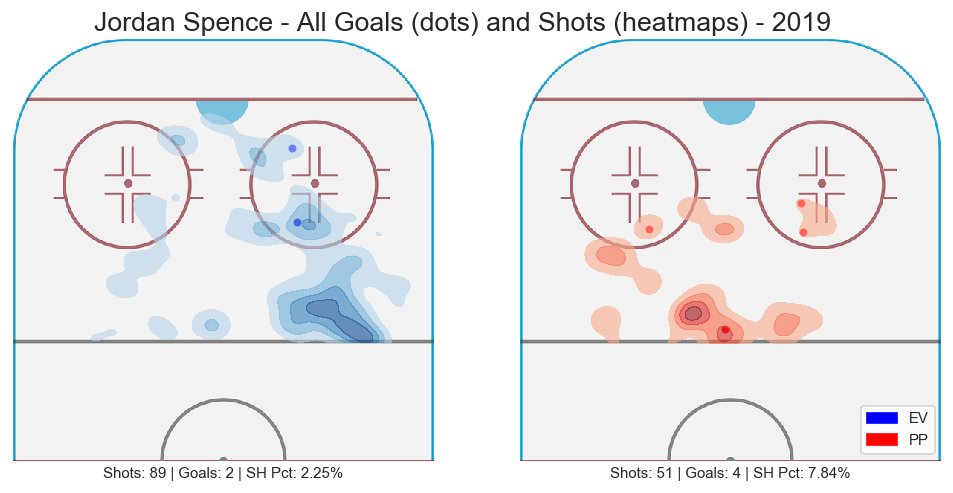 Jordan Spence - All Goals (dots) and Shots (heatmaps) - 2019
EV
PP
Shots: 89 | Goals: 2 | SH Pct: 2.25%
Shots: 51 | Goals: 4 | SH Pct: 7.84%